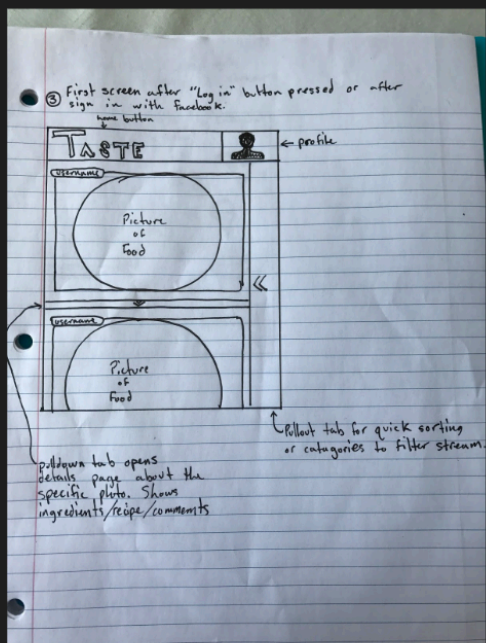 ③ First screen after "Log in" button pressed or after
sign in with facebook.
home button
TASTE
← profile
username
Picture
of
Food
«
username
Picture
of
Food
Pullout tab for quick sorting
or catagories to filter stream.
pulldown tab opens
details page about the
specific photo. Shows
ingredients/recipe/comments